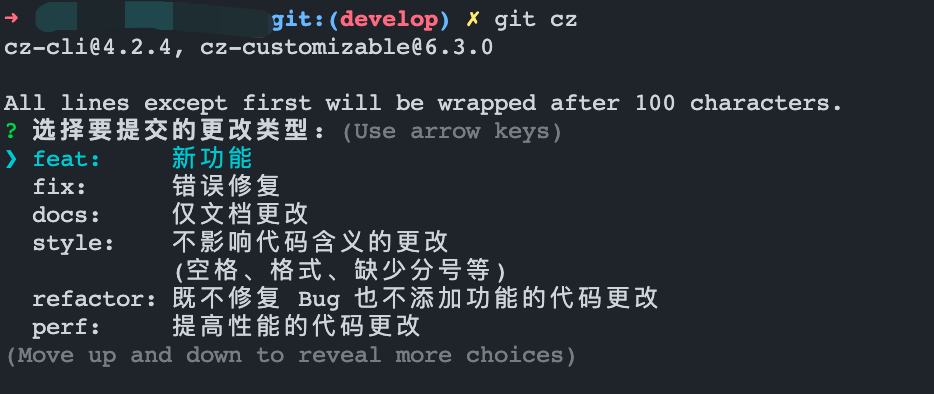 ➜ git:(develop) ✗ git cz
cz-cli@4.2.4, cz-customizable@6.3.0
All lines except first will be wrapped after 100 characters.
? 选择要提交的更改类型: (Use arrow keys)
❯ feat: 新功能
fix: 错误修复
docs: 仅文档更改
style: 不影响代码含义的更改
(空格、格式、缺少分号等)
refactor: 既不修复 Bug 也不添加功能的代码更改
perf: 提高性能的代码更改
(Move up and down to reveal more choices)